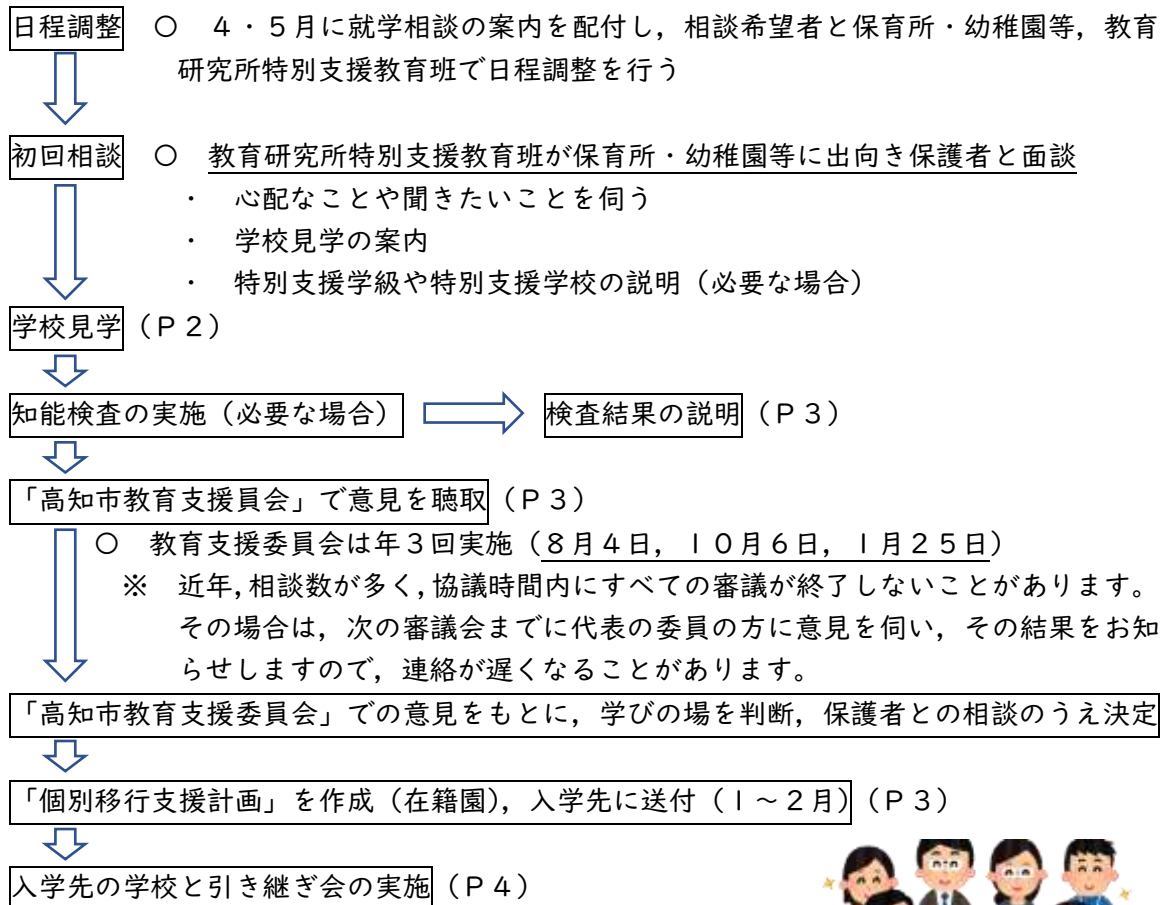 日程調整　○　４・５月に就学相談の案内を配付し，相談希望者と保育所・幼稚園等，教育
研究所特別支援教育班で日程調整を行う
初回相談　○　教育研究所特別支援教育班が保育所・幼稚園等に出向き保護者と面談
・　心配なことや聞きたいことを伺う
・　学校見学の案内
・　特別支援学級や特別支援学校の説明（必要な場合）
学校見学（Ｐ２）
知能検査の実施（必要な場合）　検査結果の説明（Ｐ３）
「高知市教育支援員会」で意見を聴取（Ｐ３）
○　教育支援委員会は年３回実施（８月４日，１０月６日，１月２５日）
※　近年，相談数が多く，協議時間内にすべての審議が終了しないことがあります。
その場合は，次の審議会までに代表の委員の方に意見を伺い，その結果をお知
らせしますので，連絡が遅くなることがあります。
「高知市教育支援委員会」での意見をもとに，学びの場を判断，保護者との相談のうえ決定
「個別移行支援計画」を作成（在籍園），入学先に送付（１～２月）（Ｐ３）
入学先の学校と引き継ぎ会の実施（Ｐ４）